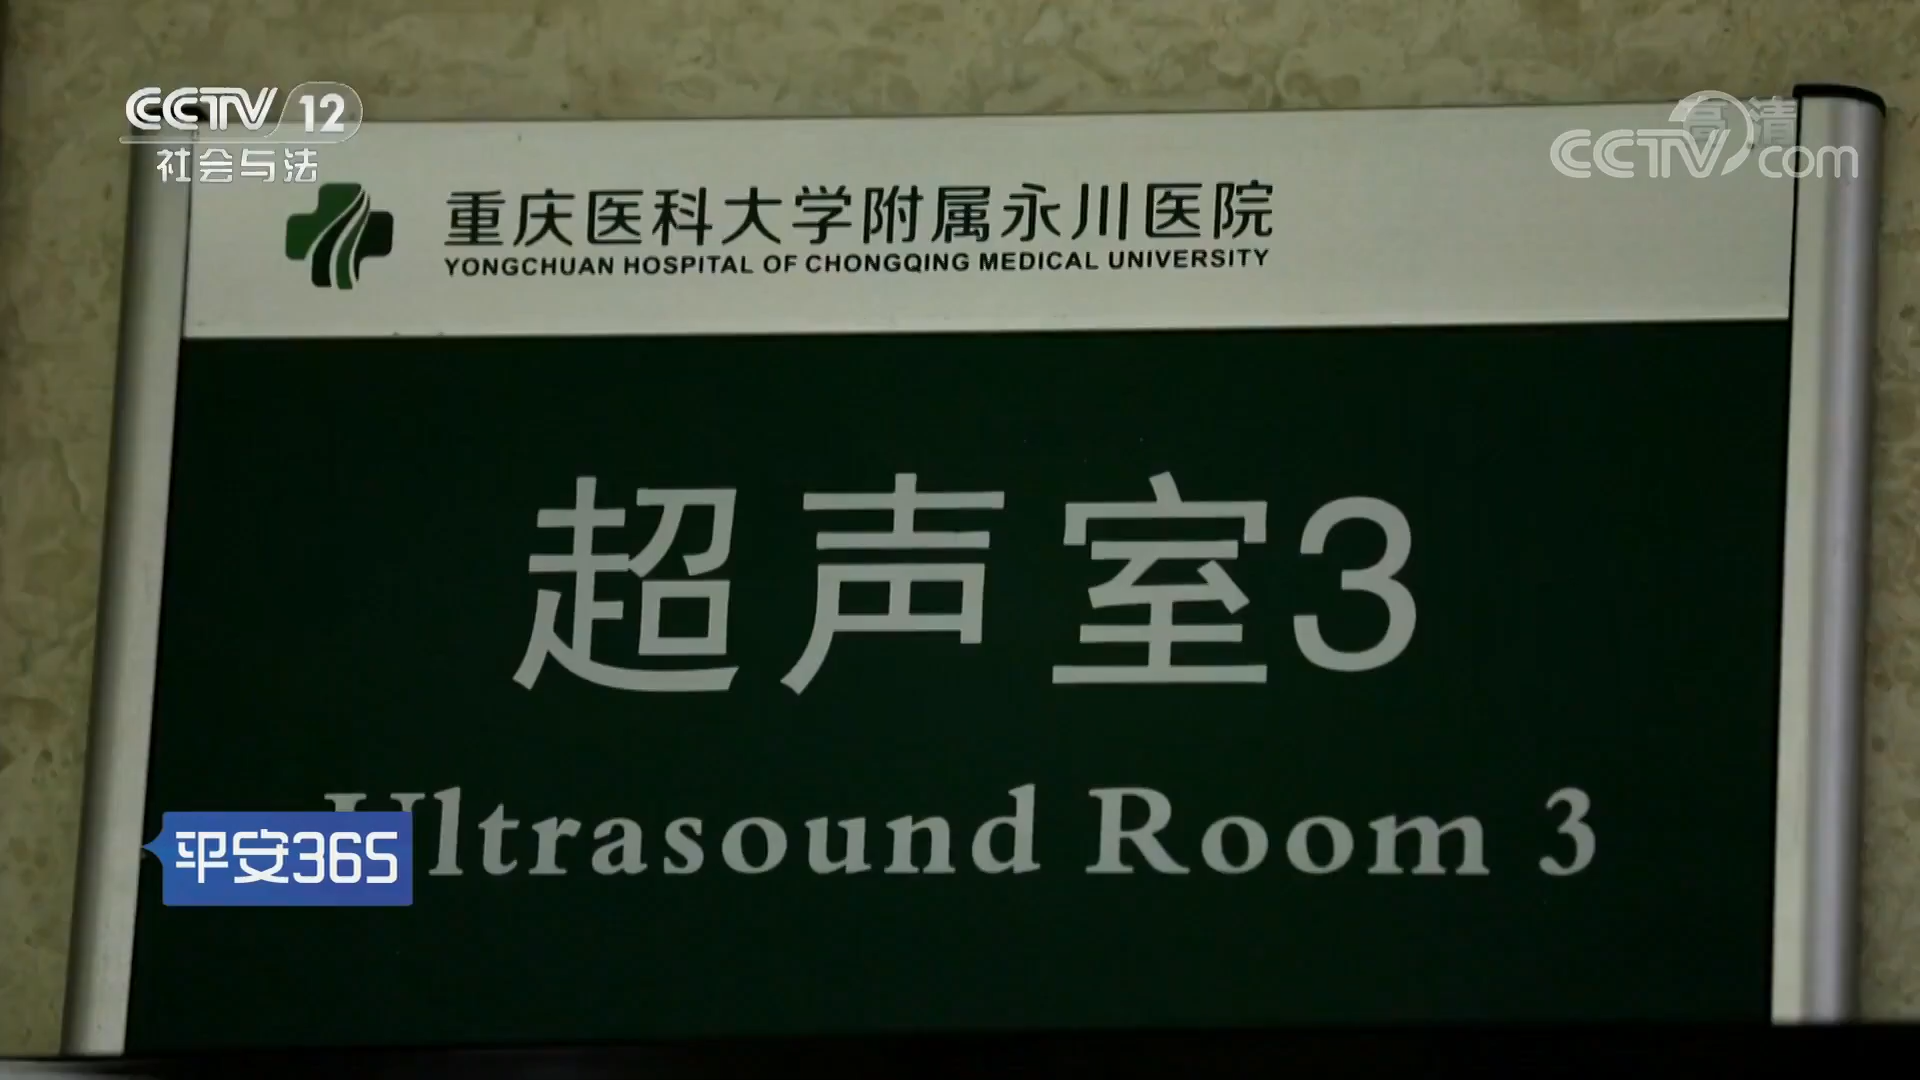 CCTV 12
社会与法
高清
CCTV com
重庆医科大学附属永川医院
YONGCHUAN HOSPITAL OF CHONGQING MEDICAL UNIVERSITY
超声室3
Ultrasound Room 3
平安365